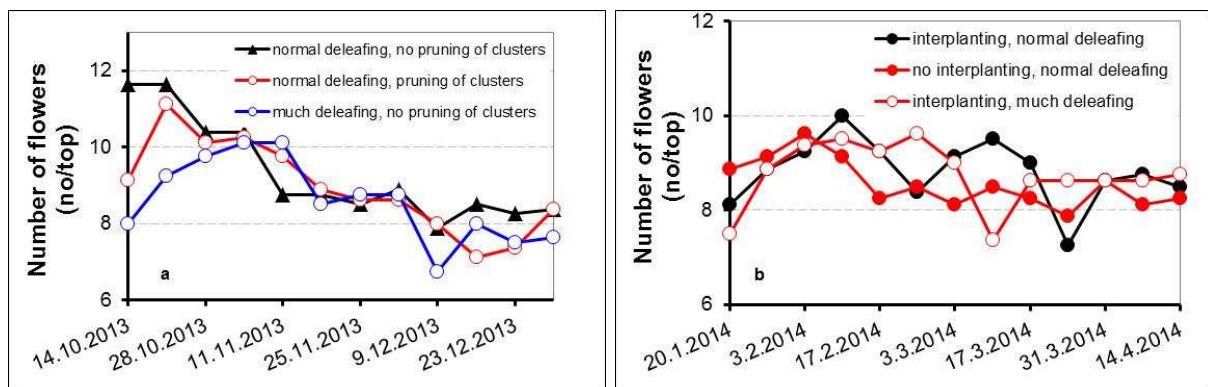 Number of flowers
(no/top)
12
10
8
6
normal deleafing, no pruning of clusters
normal deleafing, pruning of clusters
much deleafing, no pruning of clusters
a
14.10.2013
28.10.2013
11.11.2013
25.11.2013
9.12.2013
23.12.2013
Number of flowers
(no/top)
12
10
8
6
interplanting, normal deleafing
no interplanting, normal deleafing
interplanting, much deleafing
b
20.1.2014
3.2.2014
17.2.2014
3.3.2014
17.3.2014
31.3.2014
14.4.2014